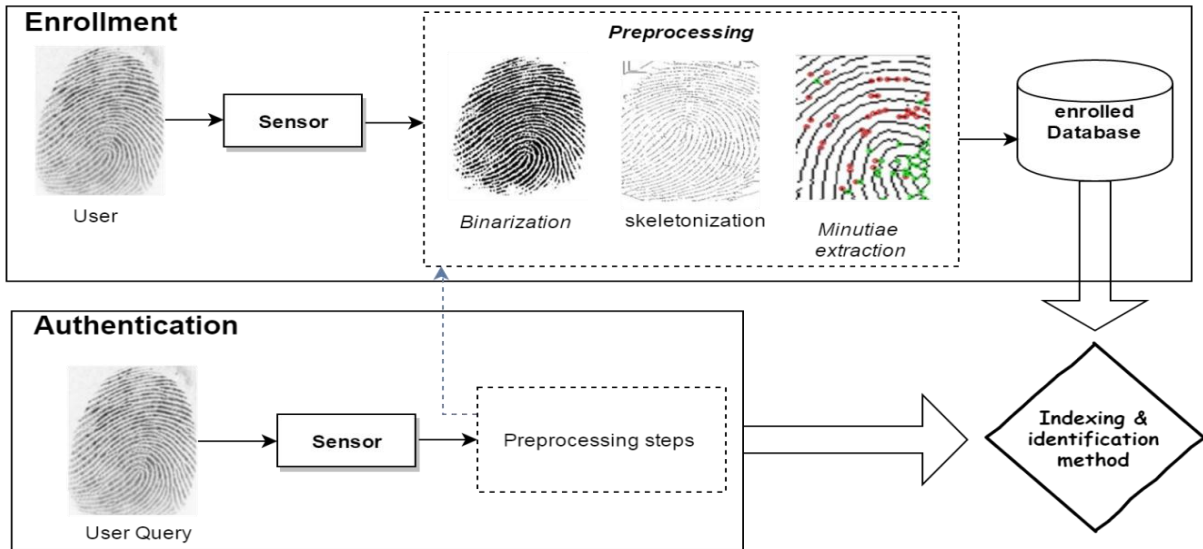 Enrollment
Preprocessing
Sensor
enrolled
Database
User
Binarization
skeletonization
Minutiae
extraction
Authentication
Sensor
Preprocessing steps
Indexing &
identification
method
User Query